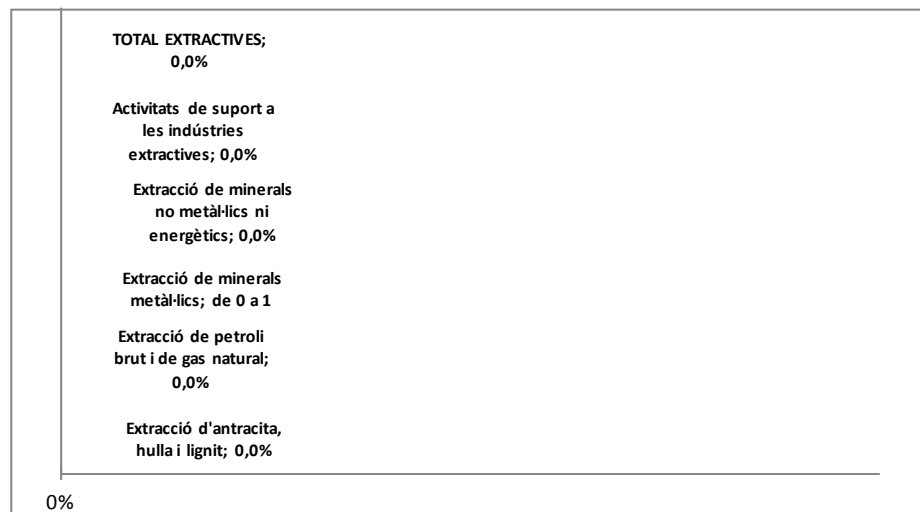 TOTAL EXTRACTIVES;
0,0%
Activitats de suport a
les indústries
extractives; 0,0%
Extracció de minerals
no metàl·lics ni
energètics; 0,0%
Extracció de minerals
metàl·lics; de 0 a 1
Extracció de petroli
brut i de gas natural;
0,0%
Extracció d'antracita,
hulla i lignit; 0,0%
0%